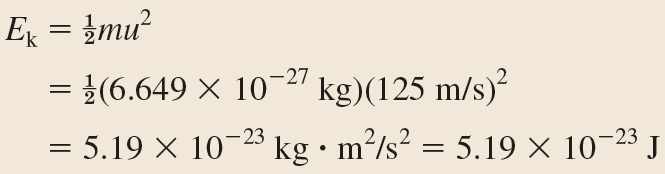 Eₖ = ½mu²
= ½(6.649 × 10⁻²⁷ kg)(125 m/s)²
= 5.19 × 10⁻²³ kg · m²/s² = 5.19 × 10⁻²³ J